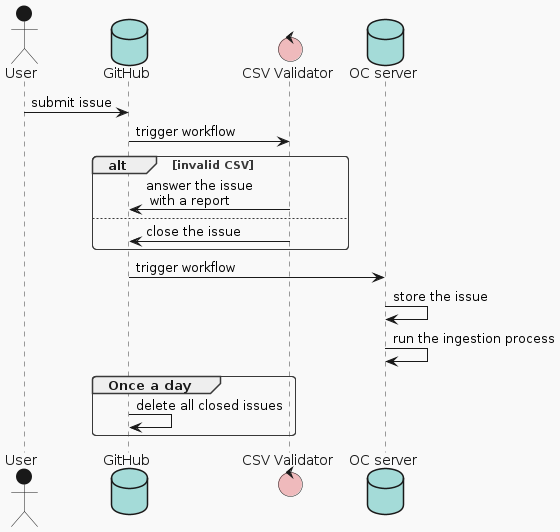 User
GitHub
CSV Validator
OC server
submit issue
trigger workflow
alt
[invalid CSV]
answer the issue
with a report
close the issue
trigger workflow
store the issue
run the ingestion process
Once a day
delete all closed issues
User
GitHub
CSV Validator
OC server